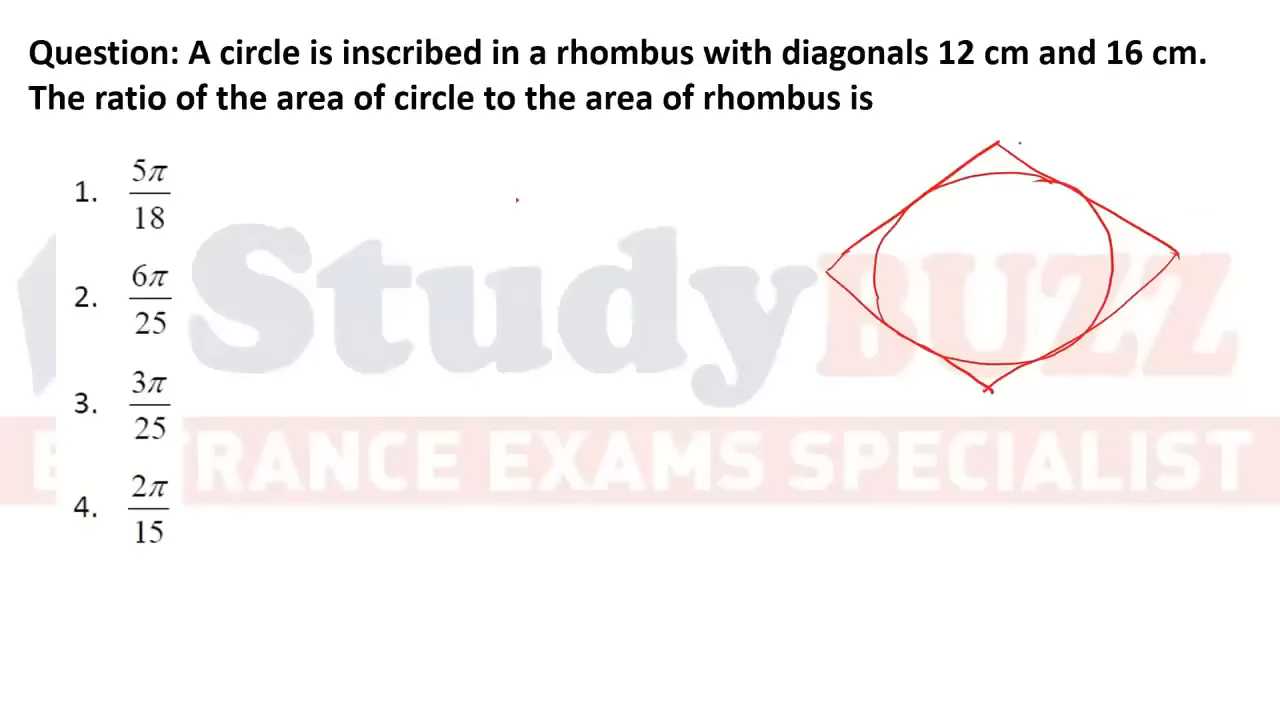 Question: A circle is inscribed in a rhombus with diagonals 12 cm and 16 cm.
The ratio of the area of circle to the area of rhombus is
1. 5π/18
2. 6π/25
3. 3π/25
4. 2π/15
StudyBUZZ
ENTRANCE EXAMS SPECIALIST